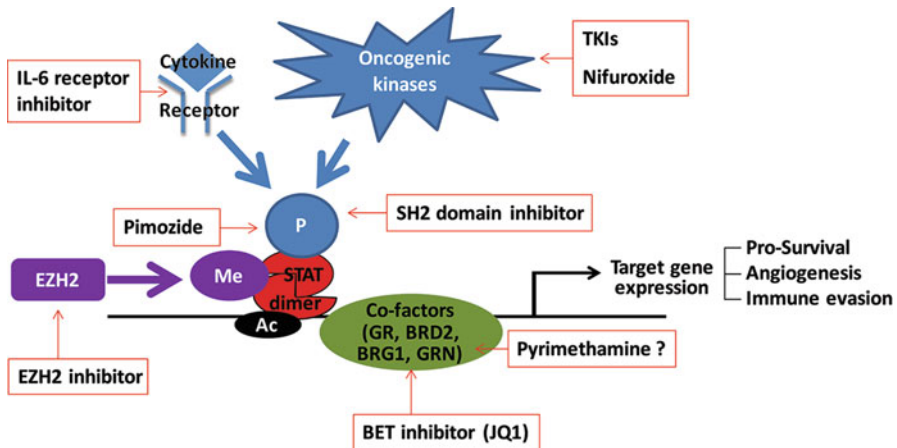 Cytokine
Receptor
IL-6 receptor
inhibitor
Oncogenic
kinases
TKIs
Nifuroxide
P
Pimozide
SH2 domain inhibitor
EZH2
Me
STAT
dimer
Ac
Co-factors
(GR, BRD2,
BRG1, GRN)
Target gene
expression
Pro-Survival
Angiogenesis
Immune evasion
Pyrimethamine ?
EZH2 inhibitor
BET inhibitor (JQ1)